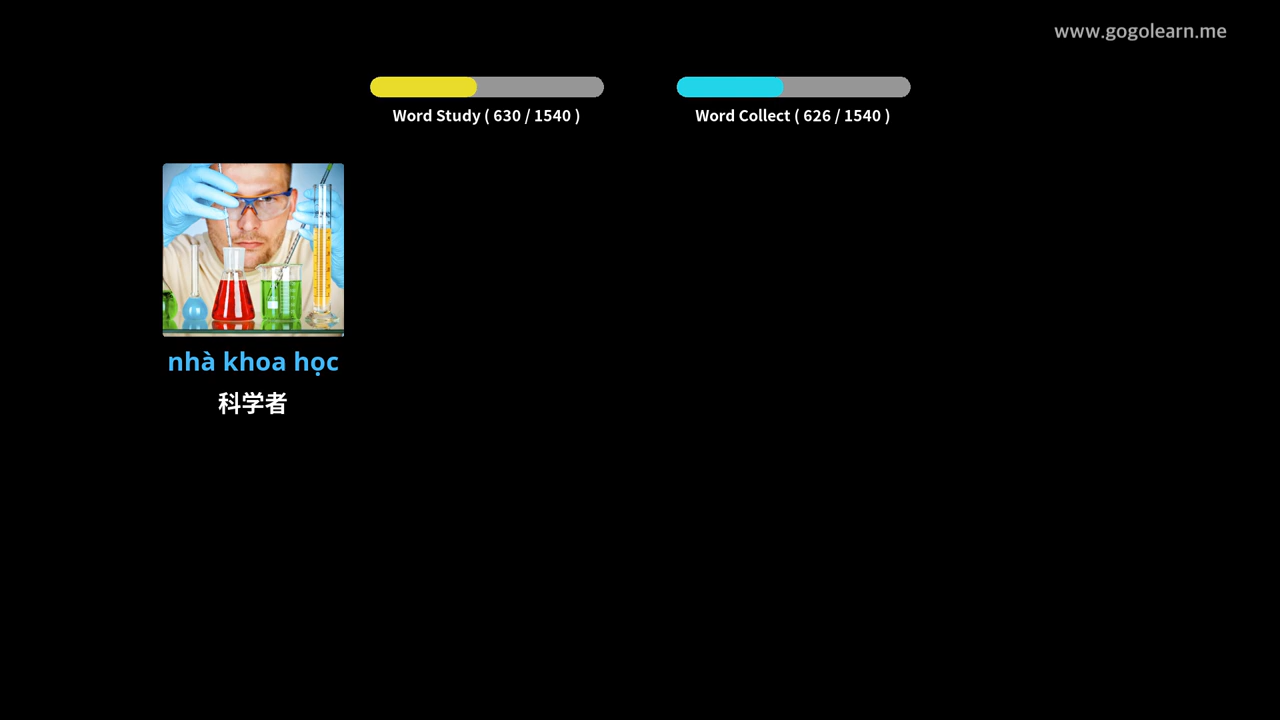 www.gogolearn.me
Word Study ( 630 / 1540 )
Word Collect ( 626 / 1540 )
nhà khoa học
科学者